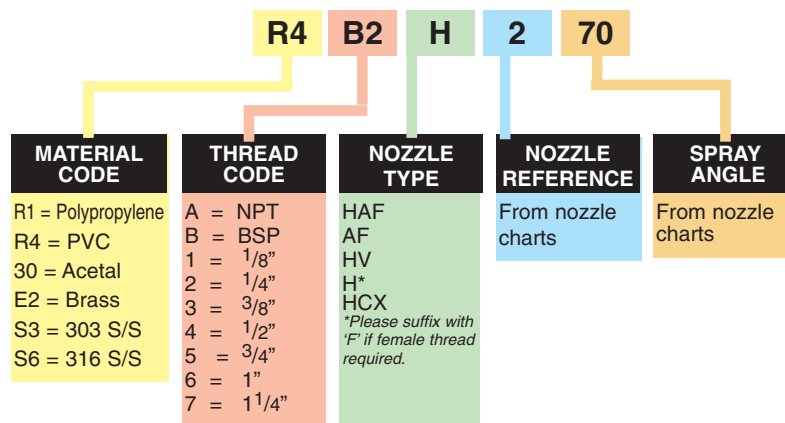 R4 B2 H 2 70
MATERIAL CODE
R1 = Polypropylene
R4 = PVC
30 = Acetal
E2 = Brass
S3 = 303 S/S
S6 = 316 S/S
THREAD CODE
A = NPT
B = BSP
1 = 1/8”
2 = 1/4”
3 = 3/8”
4 = 1/2”
5 = 3/4”
6 = 1”
7 = 1 1/4”
NOZZLE TYPE
HAF
AF
HV
H*
HCX
*Please suffix with
‘F’ if female thread
required.
NOZZLE REFERENCE
From nozzle
charts
SPRAY ANGLE
From nozzle
charts